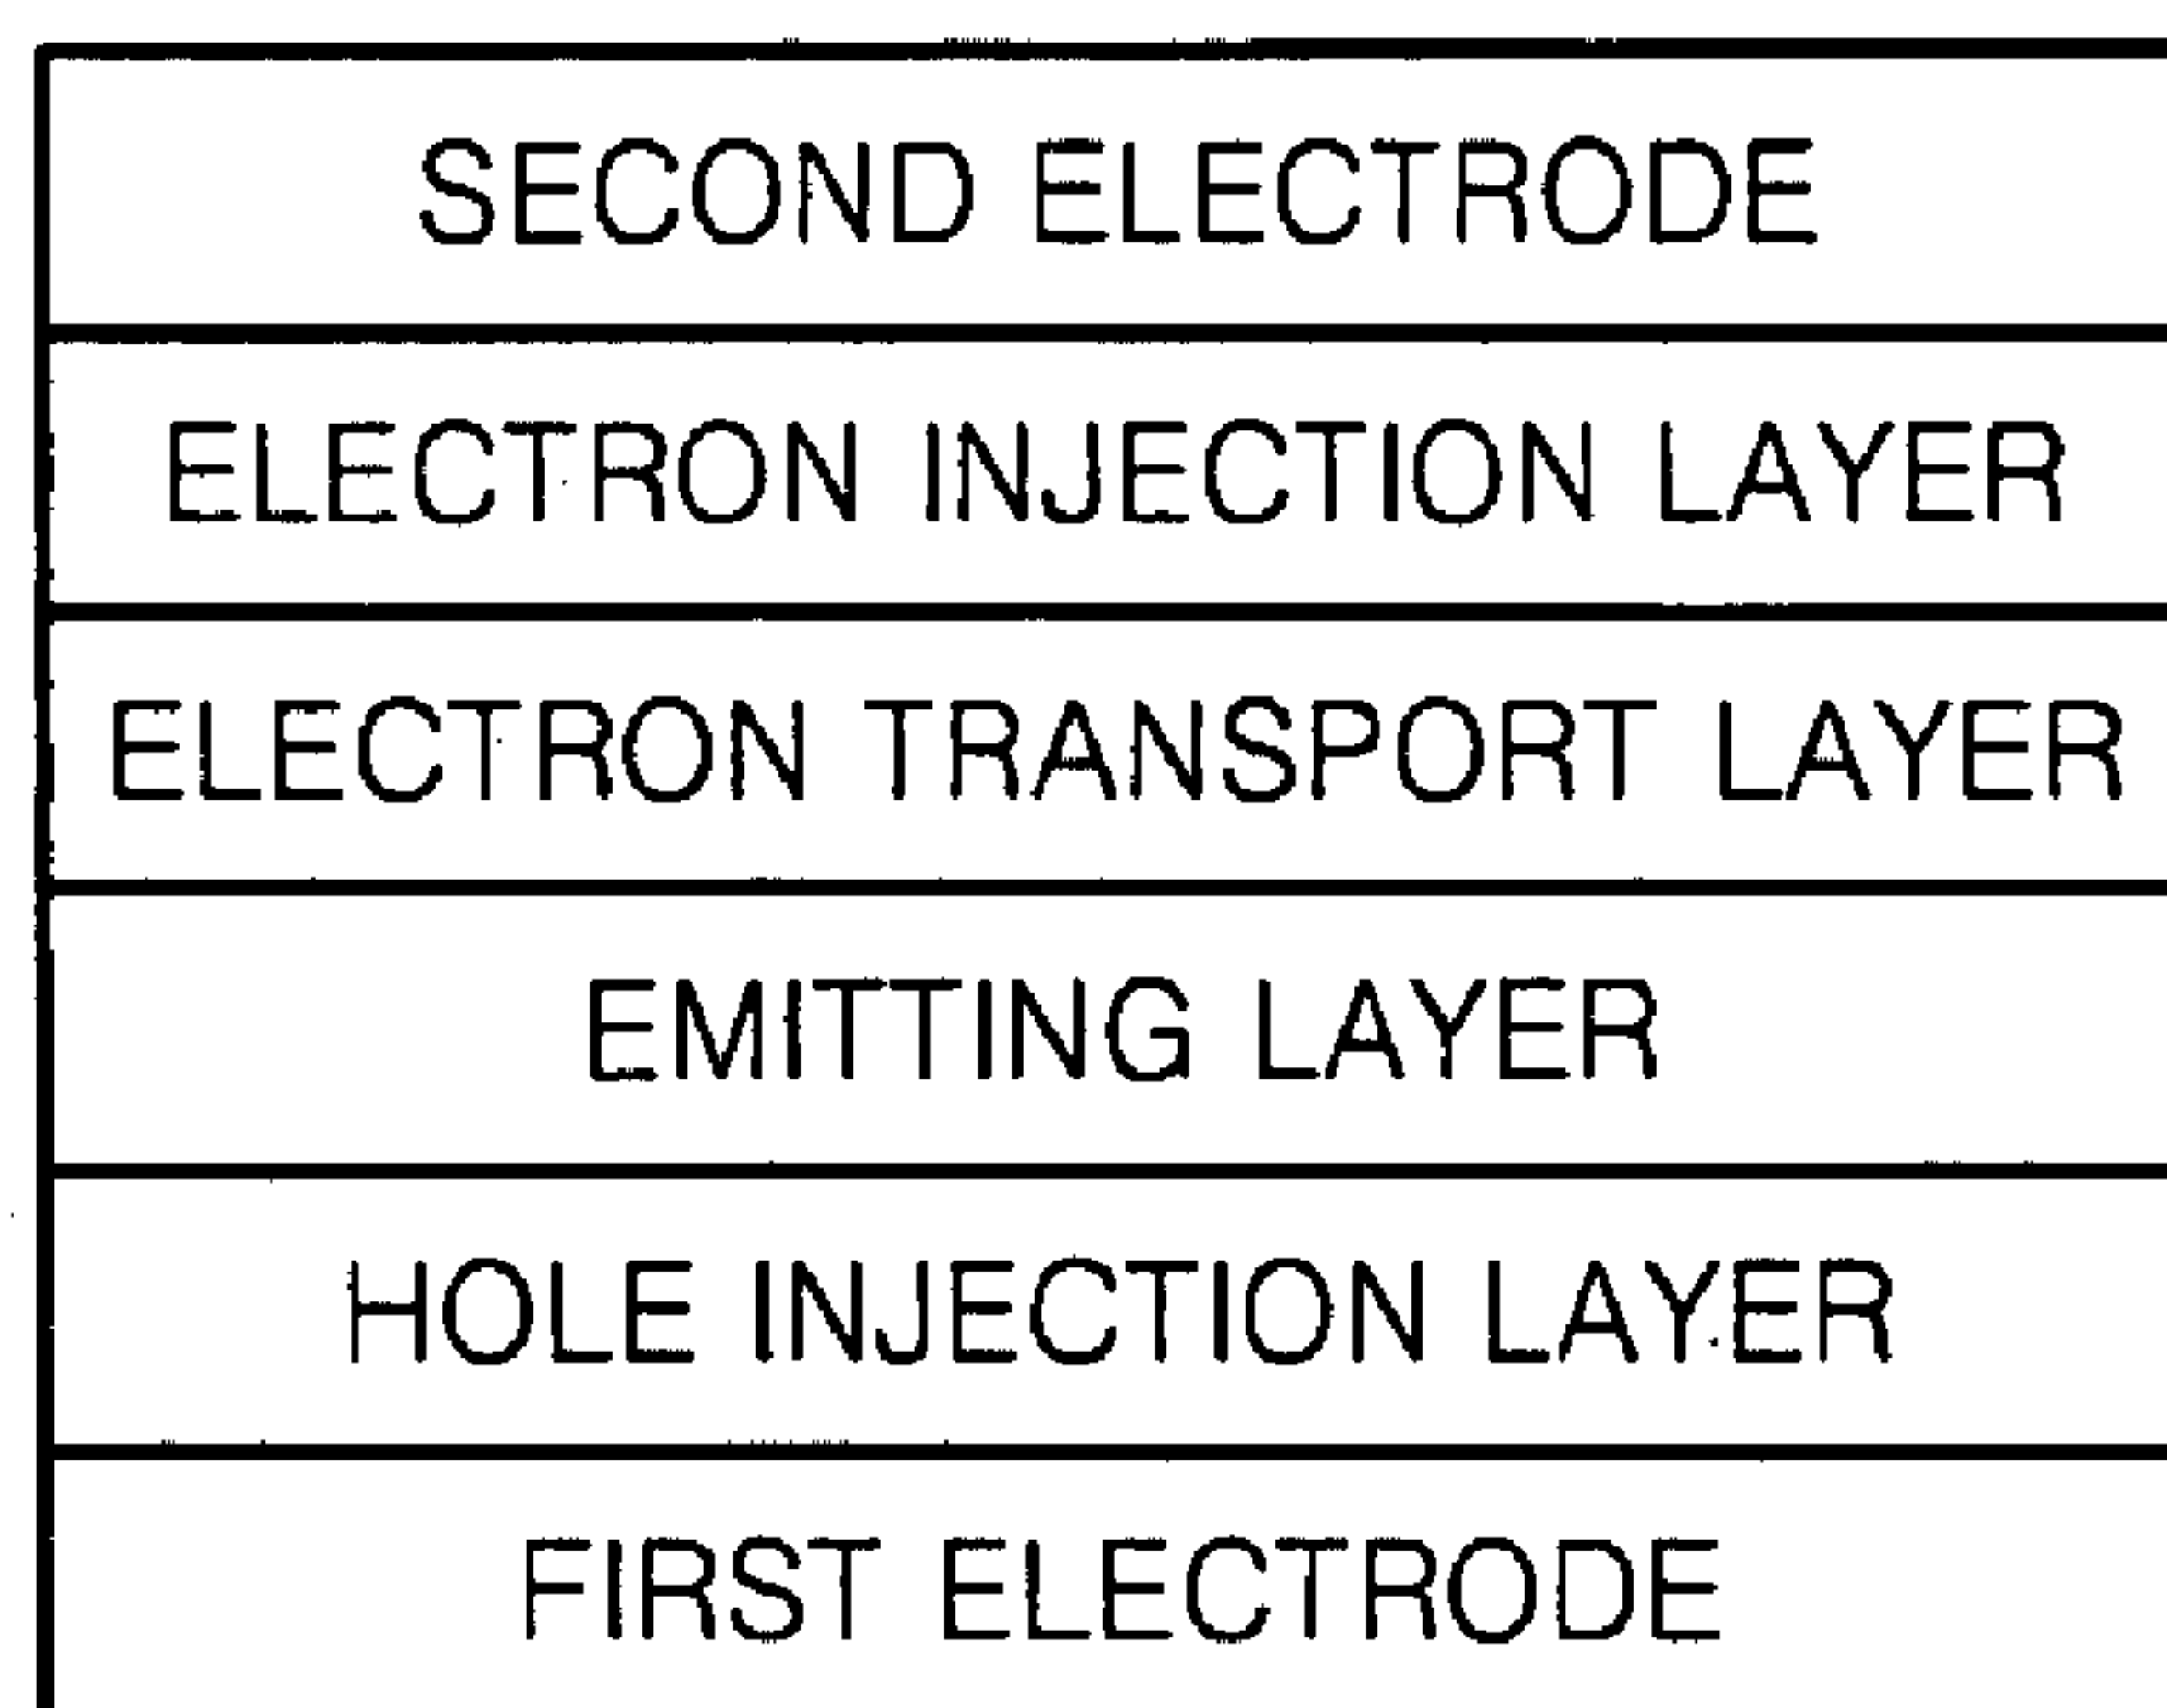 SECOND ELECTRODE
ELECTRON INJECTION LAYER
ELECTRON TRANSPORT LAYER
EMITTING LAYER
HOLE INJECTION LAYER
FIRST ELECTRODE